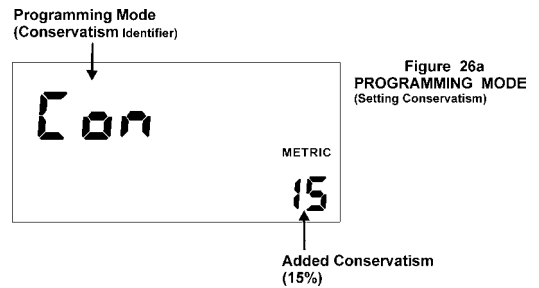 Programming Mode
(Conservatism Identifier)
Figure 26a
PROGRAMMING MODE
(Setting Conservatism)
Con
METRIC
15
Added Conservatism
(15%)